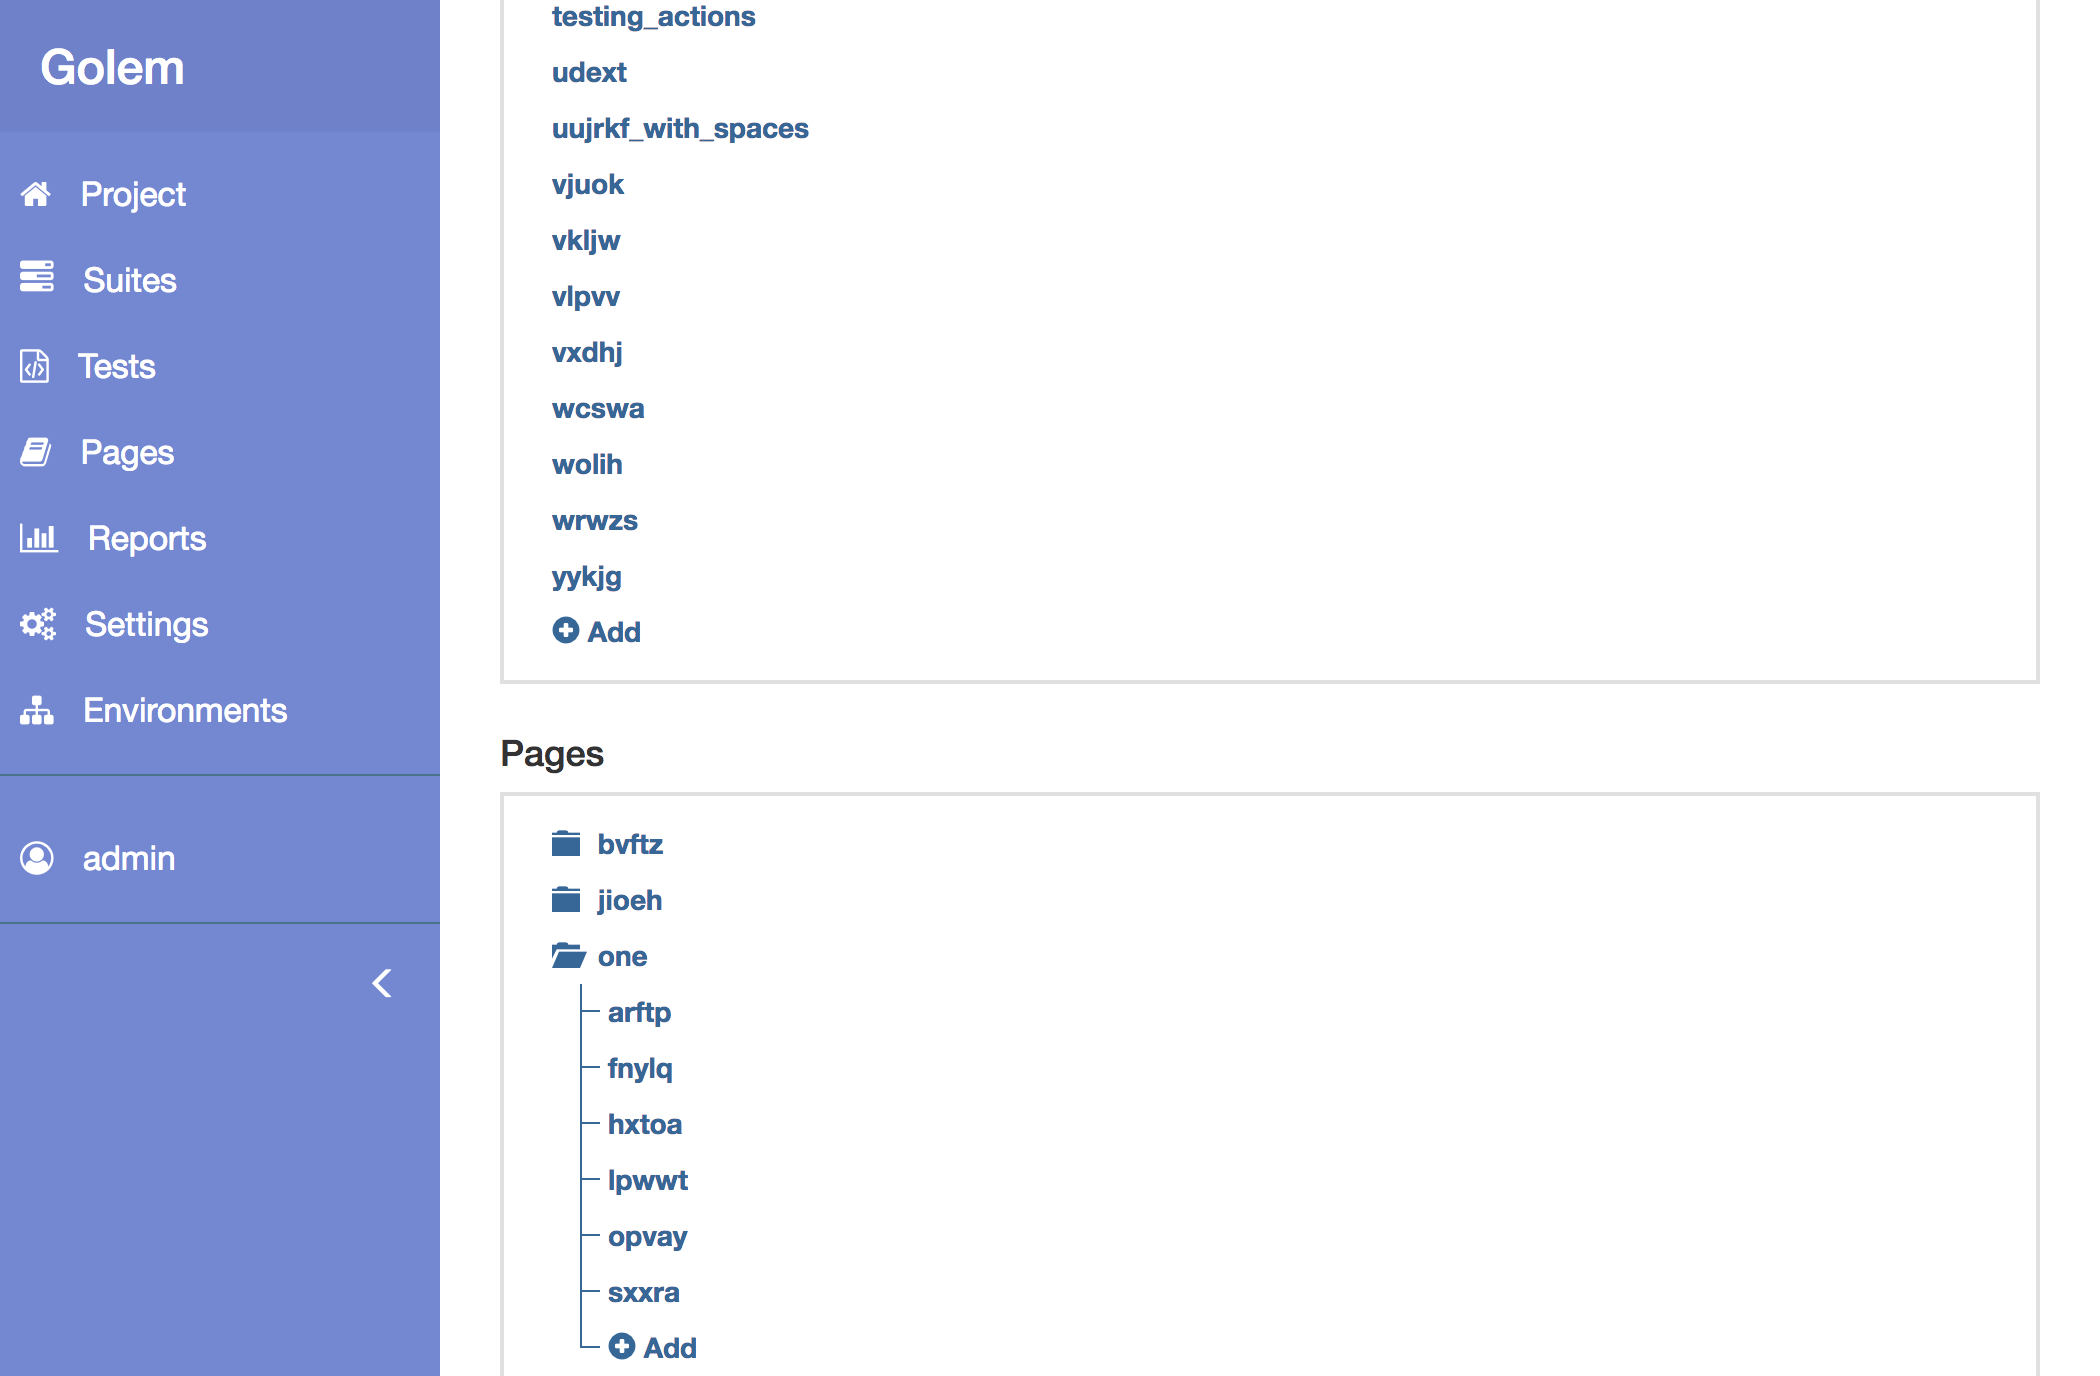 Golem
Project
Suites
Tests
Pages
Reports
Settings
Environments
admin
testing_actions
udext
uujrkf_with_spaces
vjuok
vkljw
vlpvv
vxdhj
wcswa
wolih
wrwzs
yykjg
Add
Pages
bvftz
jioeh
one
arftp
fnylq
hxtoa
lpwwt
opvay
sxxra
Add